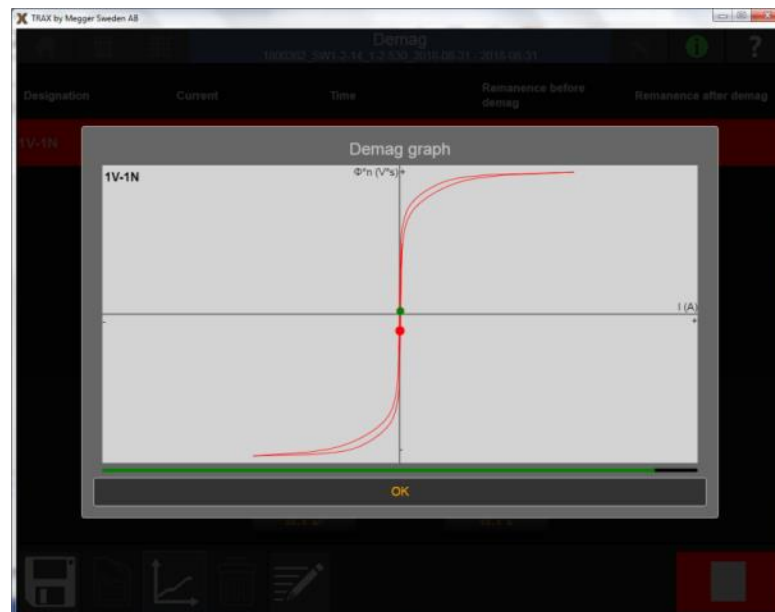 TRAX by Megger Sweden AB
Demag
Designation
Current
Time
Remanence before
demag
Remanence after demag
?
1V-1N
Demag graph
1V-1N
Φ*n (V*s)
+
I (A)
-
+
-
OK